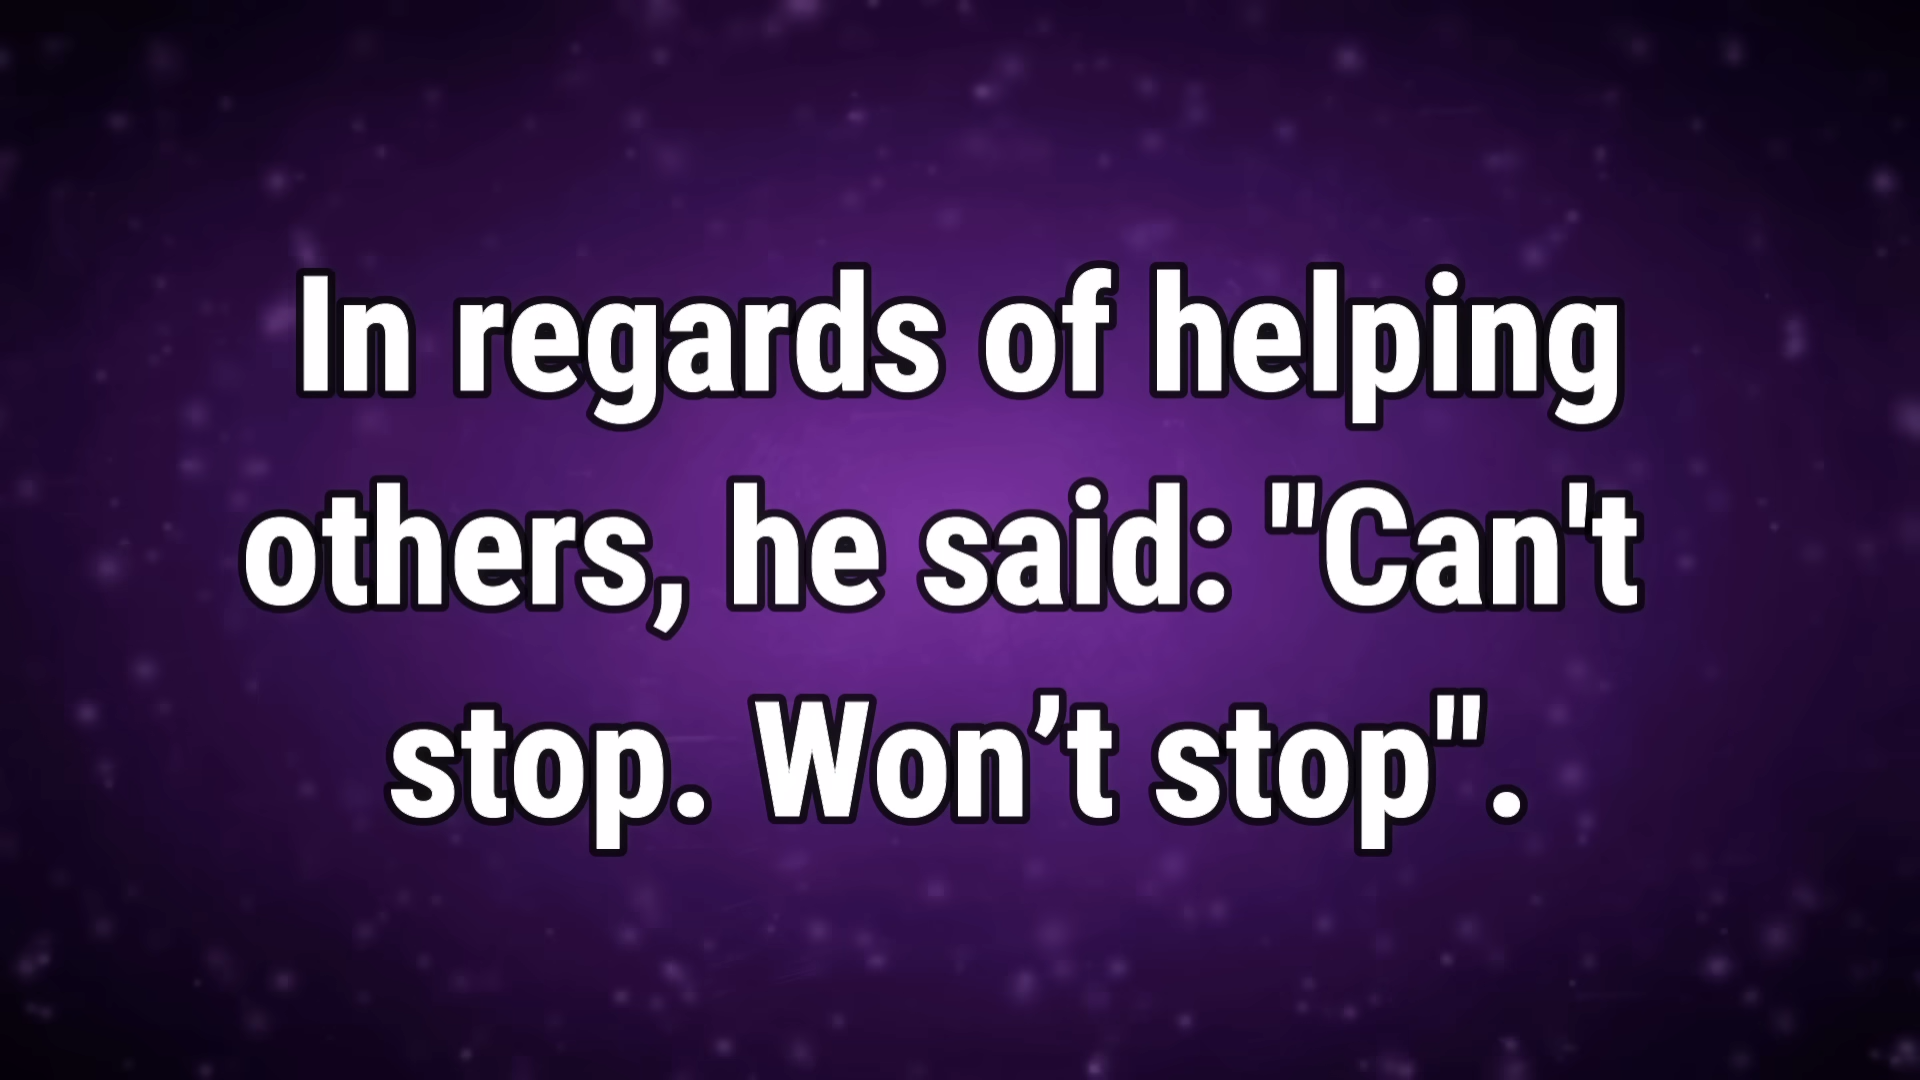 In regards of helping
others, he said: "Can't
stop. Won’t stop".